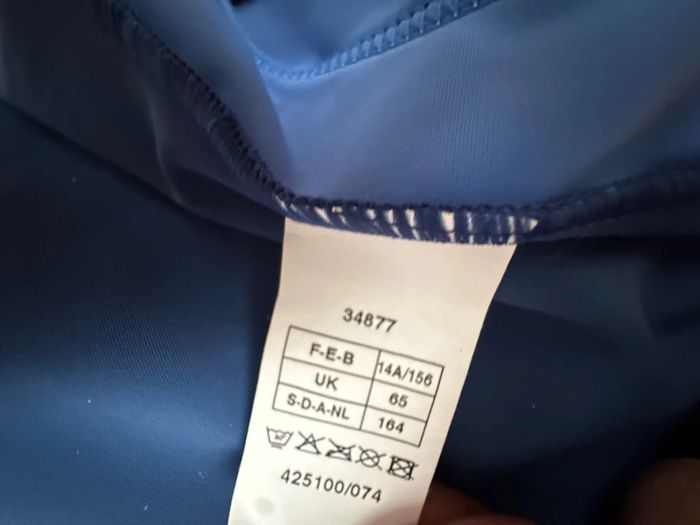 34877
F-E-B 14A/156
UK 65
S-D-A-NL 164
425100/074